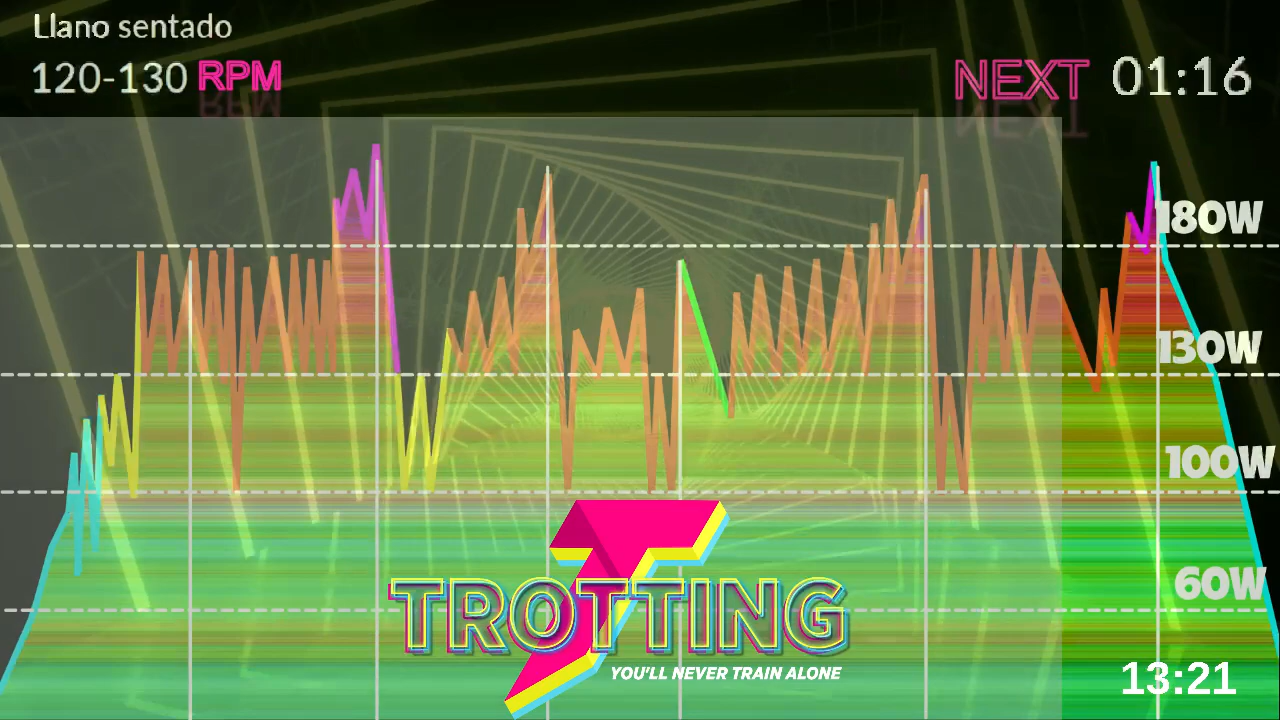 Llano sentado
120-130 RPM
NEXT 01:16
180W
130W
100W
60W
TROTTING
YOU'LL NEVER TRAIN ALONE
13:21